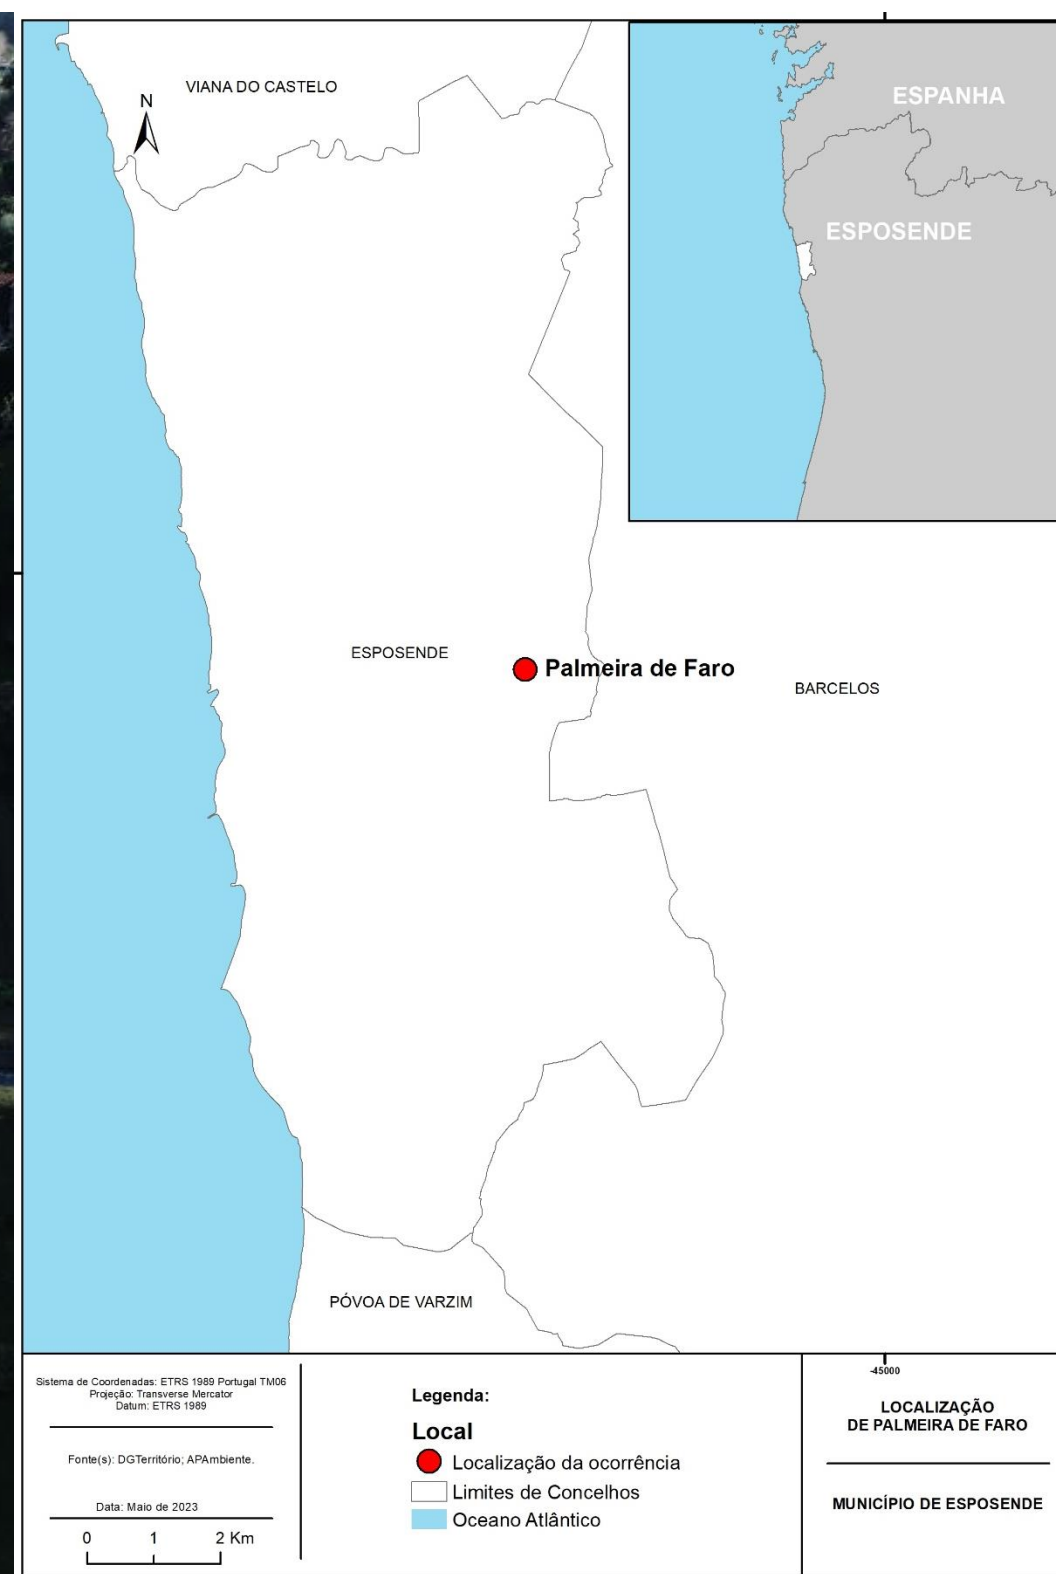 VIANA DO CASTELO
N
ESPANHA
ESPOSENDE
ESPOSENDE
Palmeira de Faro
BARCELOS
PÓVOA DE VARZIM
Sistema de Coordenadas: ETRS 1989 Portugal TM06
Projeção: Transverse Mercator
Datum: ETRS 1989
Fonte(s): DGTerritório; APAmbiente.
Data: Maio de 2023
0 1 2 Km
Legenda:
Local
Localização da ocorrência
Limites de Concelhos
Oceano Atlântico
-45000
LOCALIZAÇÃO
DE PALMEIRA DE FARO
MUNICÍPIO DE ESPOSENDE